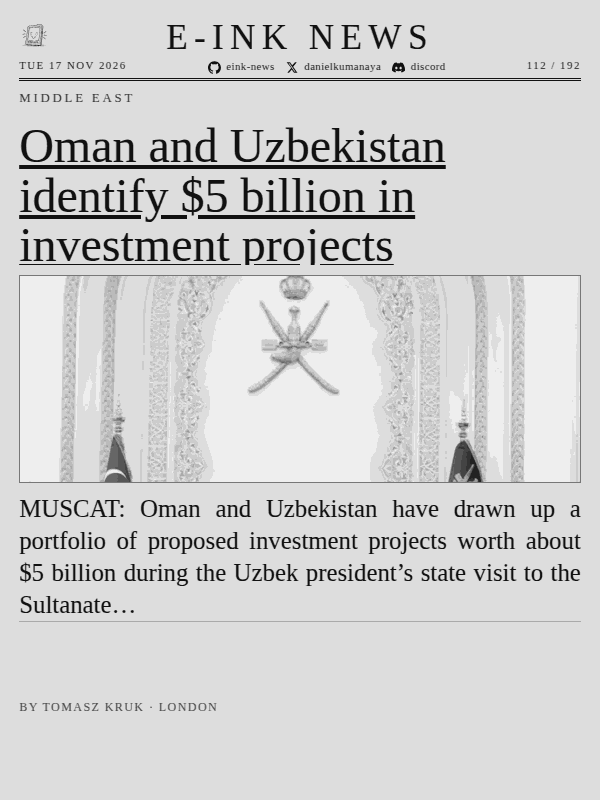 E-INK NEWS
TUE 17 NOV 2026
eink-news danielkumanaya discord
112 / 192
MIDDLE EAST
Oman and Uzbekistan
identify $5 billion in
investment projects
MUSCAT: Oman and Uzbekistan have drawn up a
portfolio of proposed investment projects worth about
$5 billion during the Uzbek president’s state visit to the
Sultanate…
BY TOMASZ KRUK · LONDON